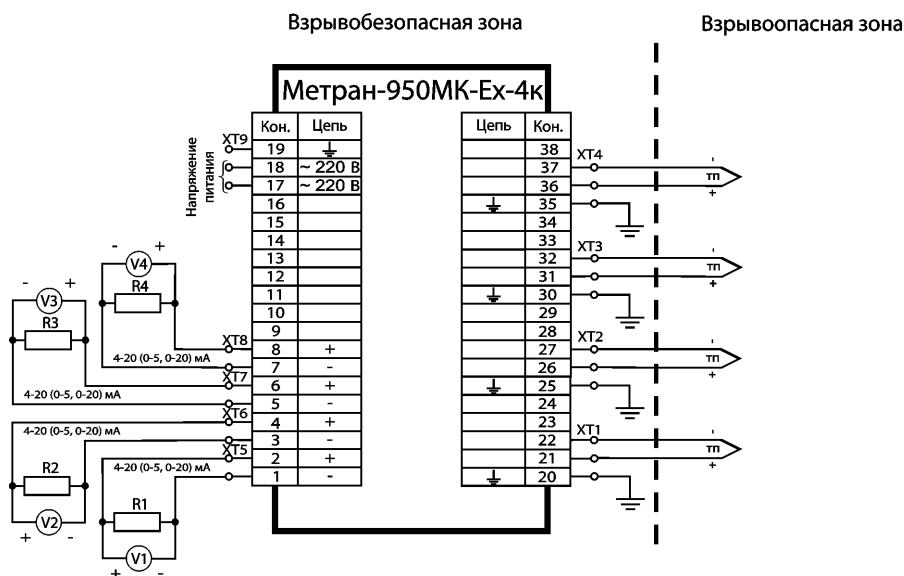 Взрывобезопасная зона
Взрывоопасная зона
Метран-950МК-Ех-4к
Кон. Цепь
Цепь Кон.
XT9
19
18 ~ 220 В
17 ~ 220 В
16
15
14
13
12
11
10
9
8 +
7 -
6 +
5 -
4 +
3 -
2 +
1 -
Напряжение
питания
38
37
36
35
34
33
32
31
30
29
28
27
26
25
24
23
22
21
20
XT4
- ТП +
XT3
- ТП +
XT2
- ТП +
XT1
- ТП +
- V4 +
R4
- V3 +
R3
XT8
4-20 (0-5, 0-20) мА
XT7
4-20 (0-5, 0-20) мА
XT6
4-20 (0-5, 0-20) мА
XT5
4-20 (0-5, 0-20) мА
R2
+ V2 -
R1
+ V1 -